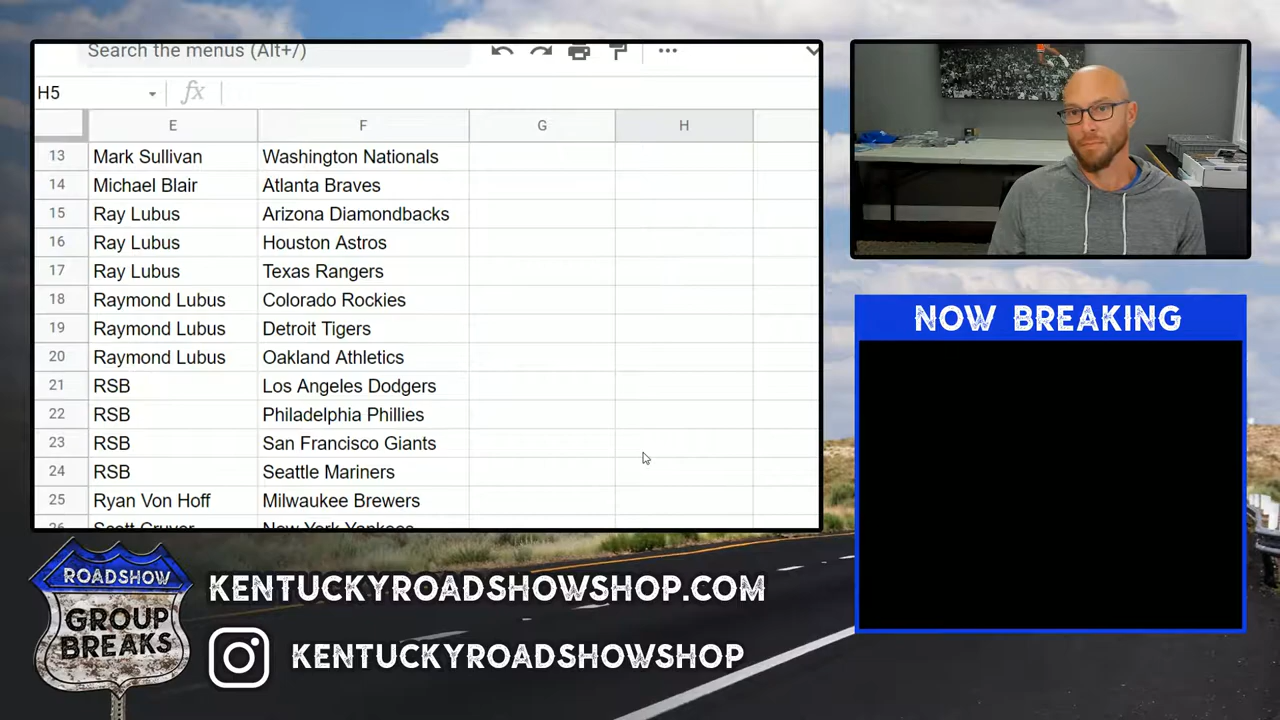 Search the menus (Alt+/)
H5 fx
E F G H
13 Mark Sullivan Washington Nationals
14 Michael Blair Atlanta Braves
15 Ray Lubus Arizona Diamondbacks
16 Ray Lubus Houston Astros
17 Ray Lubus Texas Rangers
18 Raymond Lubus Colorado Rockies
19 Raymond Lubus Detroit Tigers
20 Raymond Lubus Oakland Athletics
21 RSB Los Angeles Dodgers
22 RSB Philadelphia Phillies
23 RSB San Francisco Giants
24 RSB Seattle Mariners
25 Ryan Von Hoff Milwaukee Brewers
New York Yankees
NOW BREAKING
ROADSHOW
GROUP
BREAKS
KENTUCKYROADSHOWSHOP.COM
KENTUCKYROADSHOWSHOP